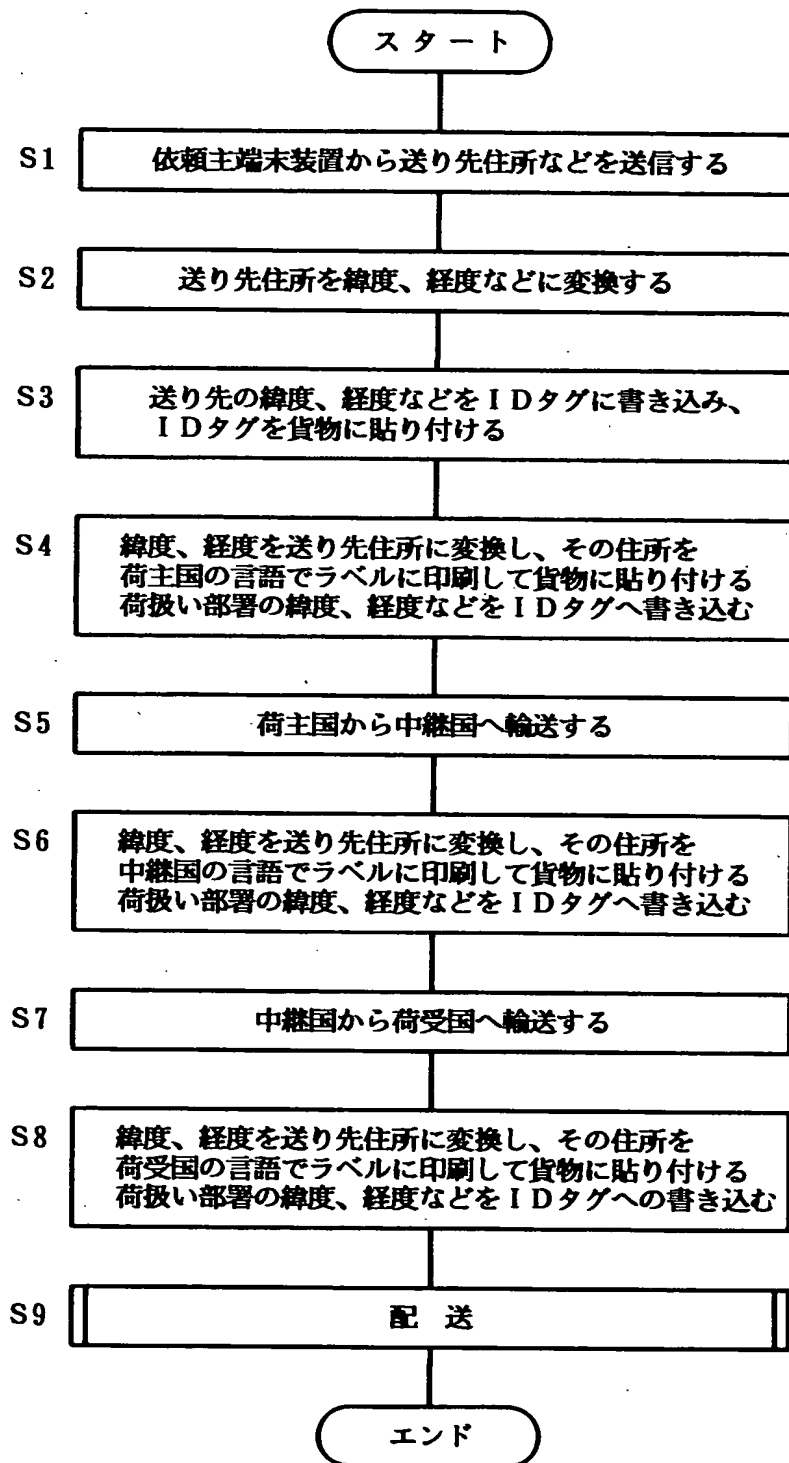 スタート
S1 依頼主端末装置から送り先住所などを送信する
S2 送り先住所を緯度、経度などに変換する
S3 送り先の緯度、経度などをＩＤタグに書き込み、
ＩＤタグを貨物に貼り付ける
S4 緯度、経度を送り先住所に変換し、その住所を
荷主国の言語でラベルに印刷して貨物に貼り付ける
荷扱い部署の緯度、経度などをＩＤタグへ書き込む
S5 荷主国から中継国へ輸送する
S6 緯度、経度を送り先住所に変換し、その住所を
中継国の言語でラベルに印刷して貨物に貼り付ける
荷扱い部署の緯度、経度などをＩＤタグへ書き込む
S7 中継国から荷受国へ輸送する
S8 緯度、経度を送り先住所に変換し、その住所を
荷受国の言語でラベルに印刷して貨物に貼り付ける
荷扱い部署の緯度、経度などをＩＤタグへの書き込む
S9 配 送
エンド